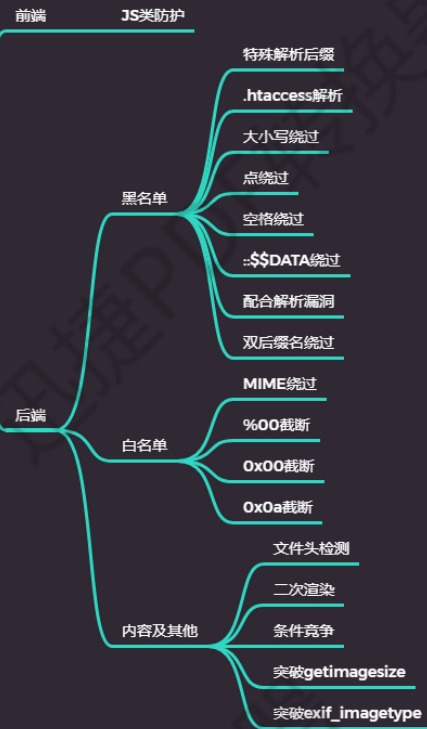 前端
JS类防护
特殊解析后缀
.htaccess解析
大小写绕过
点绕过
黑名单
空格绕过
::$$DATA绕过
配合解析漏洞
双后缀名绕过
MIME绕过
后端
%00截断
白名单
0x00截断
0x0a截断
文件头检测
二次渲染
内容及其他
条件竞争
突破getimagesize
突破exif_imagetype